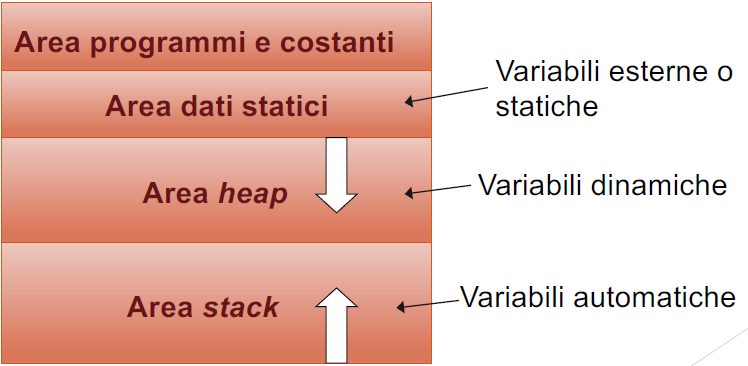 Area programmi e costanti
Variabili esterne o
statiche
Area dati statici
Area heap
Variabili dinamiche
Area stack
Variabili automatiche